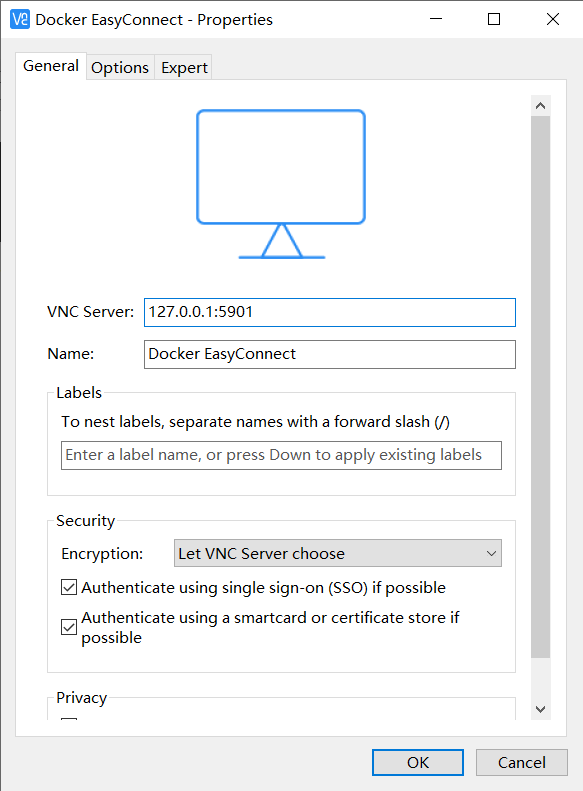 Docker EasyConnect - Properties
General Options Expert
VNC Server: 127.0.0.1:5901
Name: Docker EasyConnect
Labels
To nest labels, separate names with a forward slash (/)
Enter a label name, or press Down to apply existing labels
Security
Encryption: Let VNC Server choose
Authenticate using single sign-on (SSO) if possible
Authenticate using a smartcard or certificate store if
possible
Privacy
OK Cancel